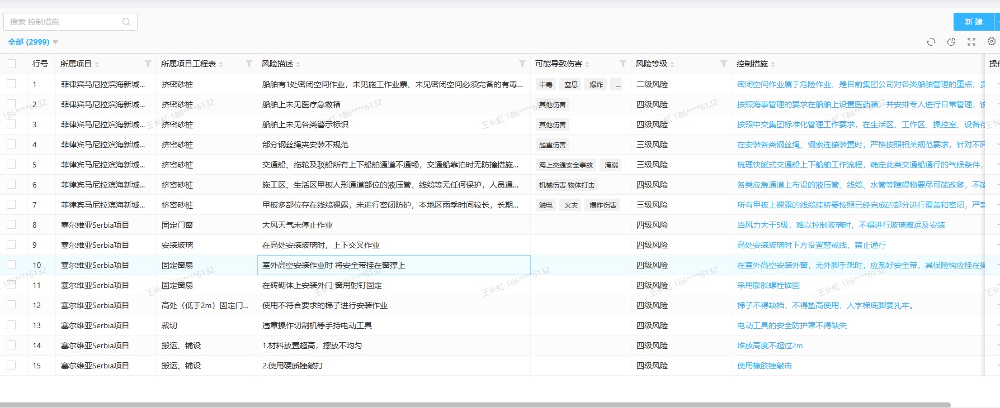 搜索 控制措施
新 建
全部 (2999)
行号 所属项目 所属项目工程表 风险描述 可能导致伤害 风险等级 控制措施
1 菲律宾马尼拉滨海新城... 挤密砂桩 船舶有1处密闭空间作业，未见施工作业票、未见密闭空间必须完备的有毒... 中毒 窒息 爆炸 ... 二级风险 密闭空间作业属于危险作业，是目前集团公司对各类船舶管理的重点，责
2 菲律宾马尼拉滨海新城... 挤密砂桩 船舶上未见医疗急救箱 其他伤害 四级风险 按照海事管理的要求在船舶上设置医药箱，并安排专人进行日常管理，该
3 菲律宾马尼拉滨海新城... 挤密砂桩 船舶上未见各类警示标识 其他伤害 四级风险 按照中交集团标准化管理工作要求，在生活区、工作区、操控室、设备存
4 菲律宾马尼拉滨海新城... 挤密砂桩 部分钢丝绳夹安装不规范 起重伤害 三级风险 在安装各类钢丝绳、钢索连接装置时，严格按照相关规范要求，针对不同
5 菲律宾马尼拉滨海新城... 挤密砂桩 交通船、拖轮及驳船所有上下船舶通道不通畅，交通船靠泊时无防撞措施... 海上交通安全事故 淹溺 三级风险 梳理快艇式交通船上下船舶工作流程，确定此类交通船通行的气候条件，
6 菲律宾马尼拉滨海新城... 挤密砂桩 施工区、生活区甲板人形通道部位的液压管、线缆等无任何保护，人员通... 机械伤害 物体打击 四级风险 各类应急通道上布设的液压管、线缆、水管等障碍物要尽可能改移，不能
7 菲律宾马尼拉滨海新城... 挤密砂桩 甲板多部位存在线缆裸露，未进行密闭防护，本地区雨季时间较长，长期... 触电 火灾 爆炸伤害 三级风险 所有甲板上裸露的线缆挂桥要按照已经完成的部分进行覆盖和密闭，严禁
8 塞尔维亚Serbia项目 固定门窗 大风天气未停止作业 四级风险 当风力大于5级，难以控制玻璃时，不得进行玻璃搬运及安装
9 塞尔维亚Serbia项目 安装玻璃 在高处安装玻璃时，上下交叉作业 四级风险 高处安装玻璃时下方设置警戒线，禁止通行
10 塞尔维亚Serbia项目 固定窗扇 室外高空安装作业时 将安全带挂在窗撑上 四级风险 在室外高空安装外窗，无外脚手架时，应系好安全带，其保险钩应挂在操
11 塞尔维亚Serbia项目 固定窗扇 在砖砌体上安装外门 窗用射钉固定 四级风险 采用膨胀螺栓锚固
12 塞尔维亚Serbia项目 高处（低于2m）固定门... 使用不符合要求的梯子进行安装作业 四级风险 梯子不得缺档，不得垫高使用，人字梯底脚要扎牢。
13 塞尔维亚Serbia项目 裁切 违章操作切割机等手持电动工具 四级风险 电动工具的安全防护罩不得缺失
14 塞尔维亚Serbia项目 搬运、铺设 1.材料放置超高，摆放不均匀 四级风险 堆放高度不超过2m
15 塞尔维亚Serbia项目 搬运、铺设 2.使用硬质锤敲打 四级风险 使用橡胶锤敲击
王长虹 186****6132